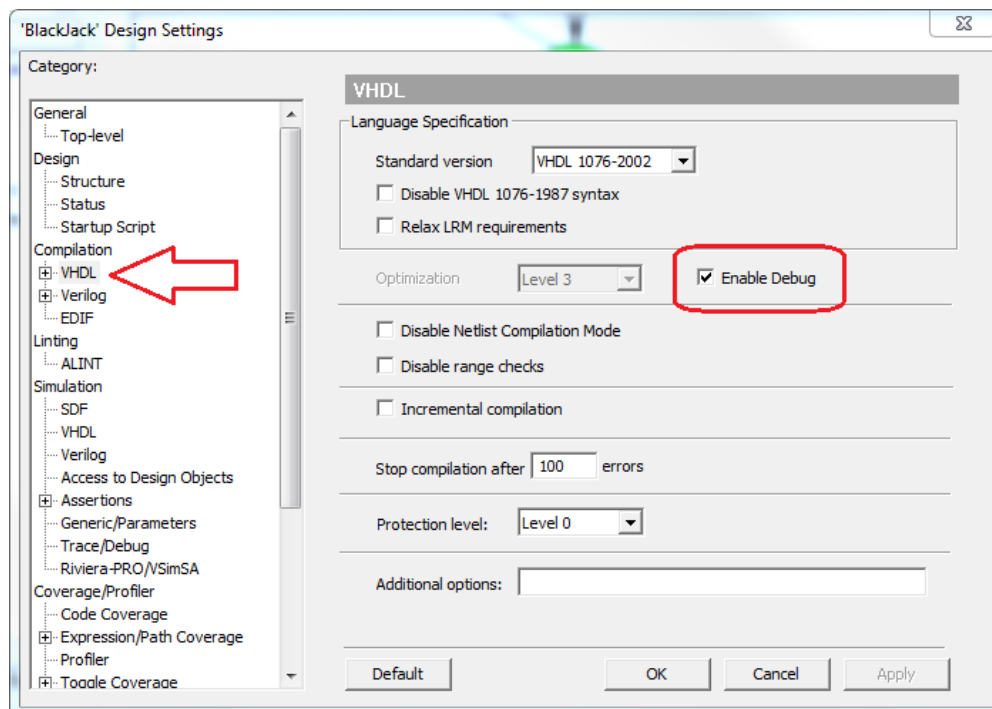 'BlackJack' Design Settings
Category:
General
Top-level
Design
Structure
Status
Startup Script
Compilation
VHDL
Verilog
EDIF
Linting
ALINT
Simulation
SDF
VHDL
Verilog
Access to Design Objects
Assertions
Generic/Parameters
Trace/Debug
Riviera-PRO/VSimSA
Coverage/Profiler
Code Coverage
Expression/Path Coverage
Profiler
Toggle Coverage
VHDL
Language Specification
Standard version VHDL 1076-2002
Disable VHDL 1076-1987 syntax
Relax LRM requirements
Optimization Level 3 Enable Debug
Disable Netlist Compilation Mode
Disable range checks
Incremental compilation
Stop compilation after 100 errors
Protection level: Level 0
Additional options:
Default OK Cancel Apply